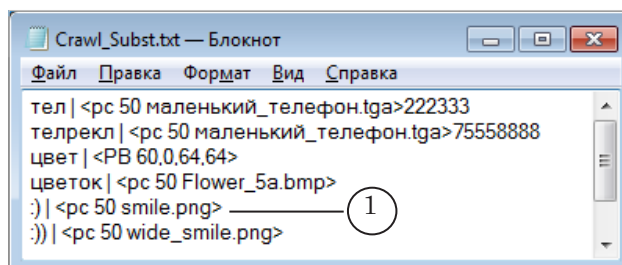 Crawl_Subst.txt — Блокнот
Файл Правка Формат Вид Справка
тел | <pc 50 маленький_телефон.tga>222333
телрекл | <pc 50 маленький_телефон.tga>75558888
цвет | <PB 60,0,64,64>
цветок | <pc 50 Flower_5a.bmp>
:) | <pc 50 smile.png> 1
:)) | <pc 50 wide_smile.png>